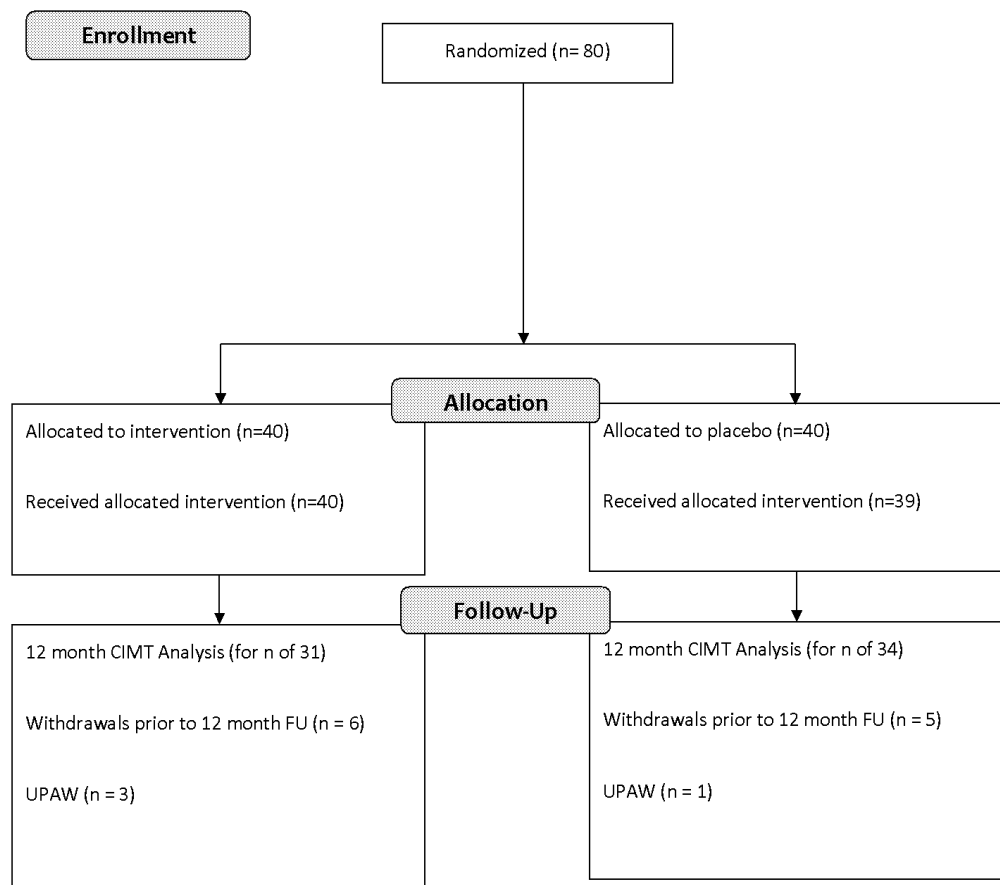 Enrollment
Randomized (n= 80)
Allocation
Allocated to intervention (n=40)
Received allocated intervention (n=40)
Allocated to placebo (n=40)
Received allocated intervention (n=39)
Follow-Up
12 month CIMT Analysis (for n of 31)
Withdrawals prior to 12 month FU (n = 6)
UPAW (n = 3)
12 month CIMT Analysis (for n of 34)
Withdrawals prior to 12 month FU (n = 5)
UPAW (n = 1)